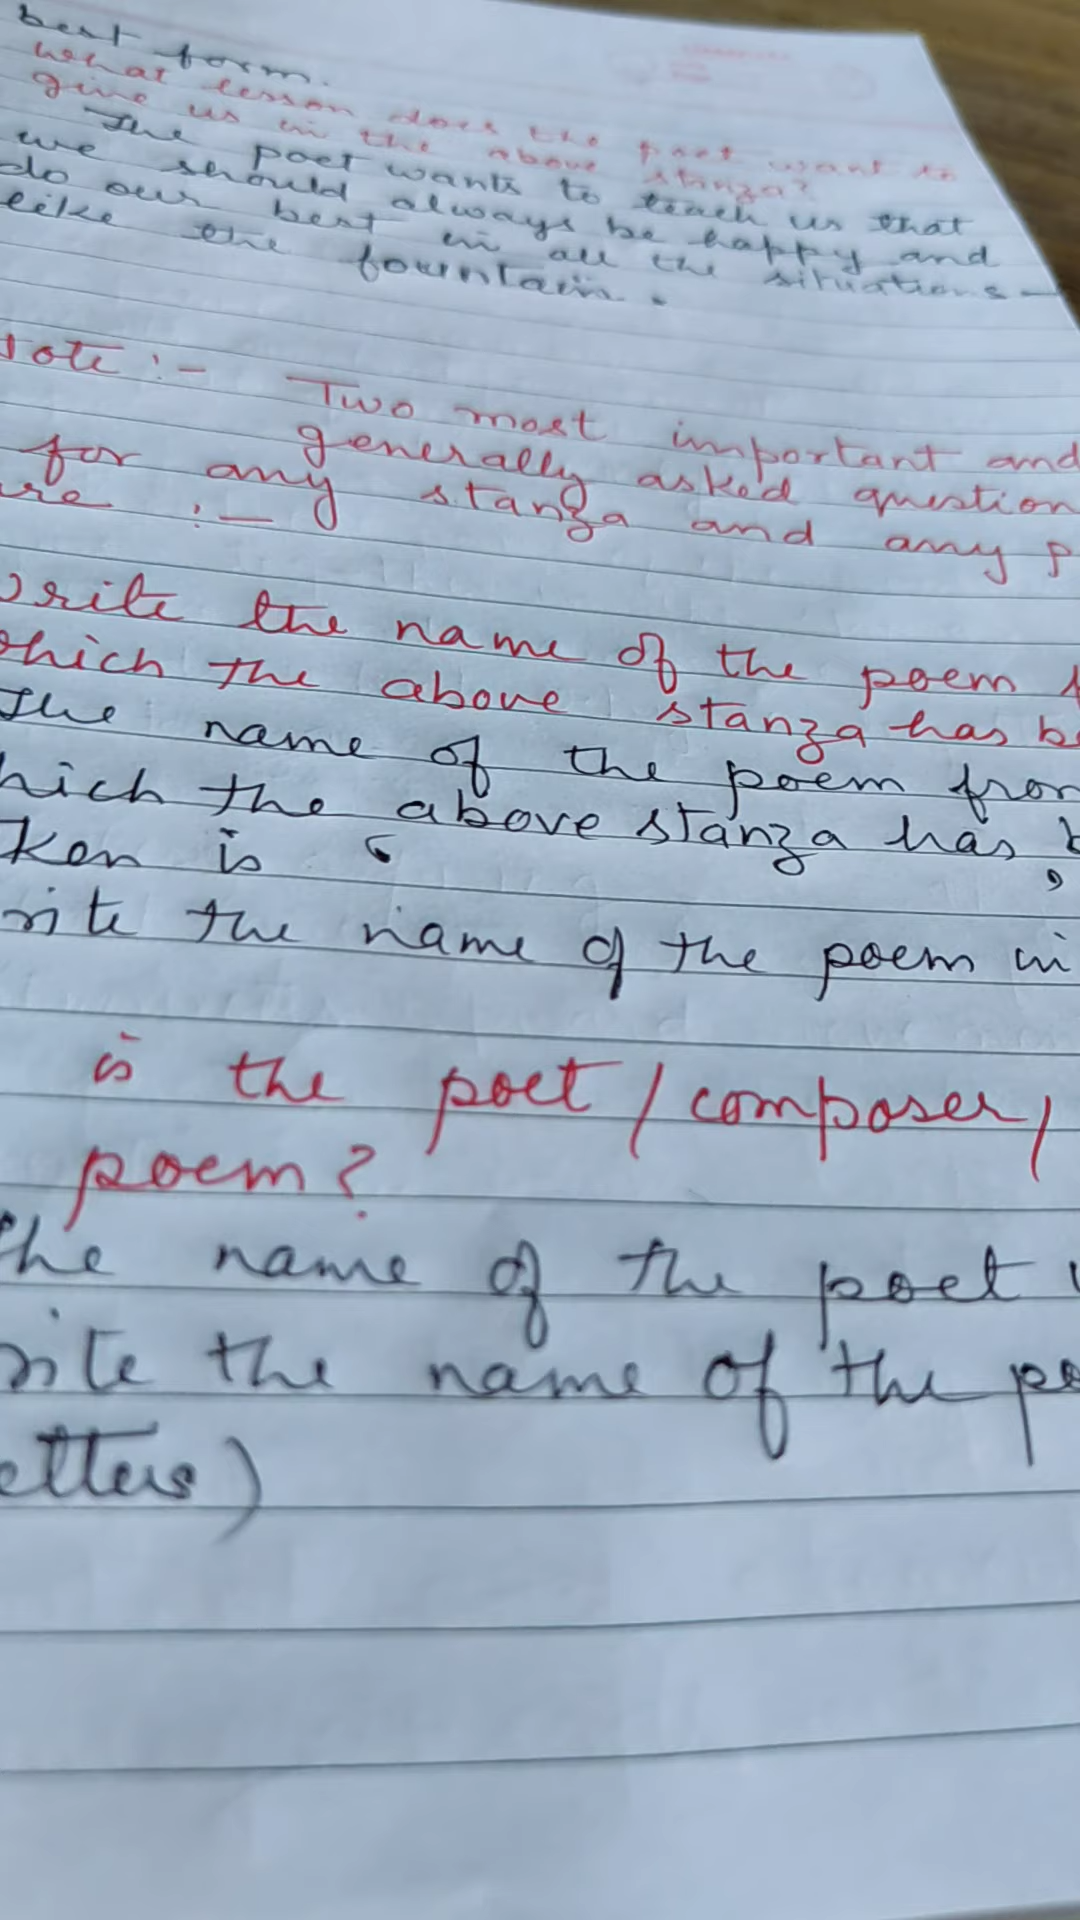 best form.
what lesson does the poet want to
give us in the above stanza?
The poet wants to teach us that
we should always be happy and
do our best in all the situations-
like the fountain.
Note:- Two most important and
generally asked question
for any stanza and any p
are :-
write the name of the poem f
which the above stanza has be
The name of the poem from
hich the above stanza has b
ken is ‘ ’
rite the name of the poem in
is the poet / composer /
poem?
The name of the poet
rite the name of the po
etters)